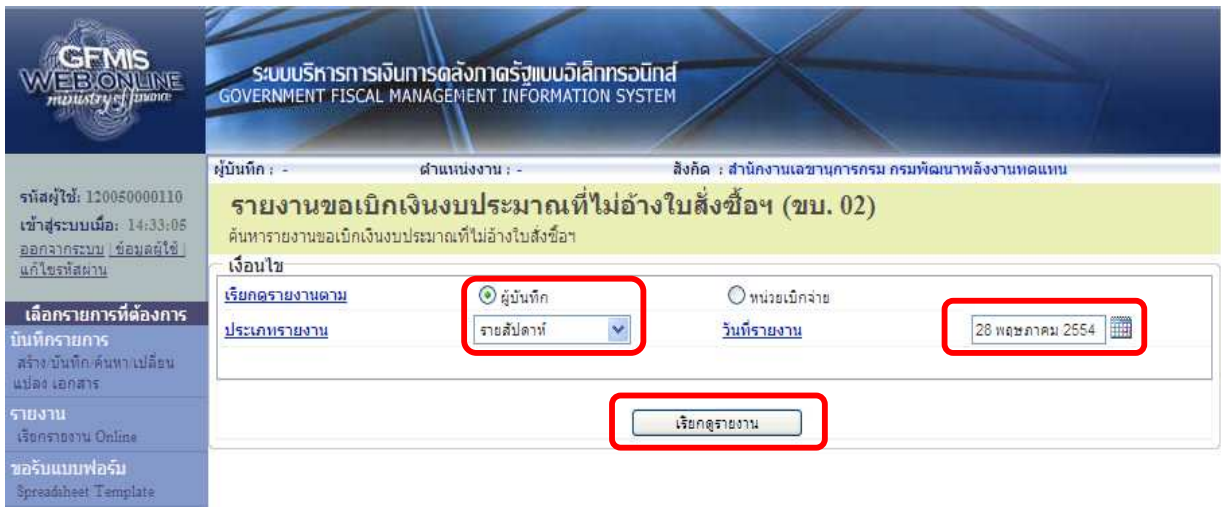 GFMIS
WEB ONLINE
ministry of finance
ระบบบริหารการเงินการคลังภาครัฐแบบอิเล็กทรอนิกส์
GOVERNMENT FISCAL MANAGEMENT INFORMATION SYSTEM
ผู้บันทึก : - ตำแหน่งงาน : - สังกัด : สำนักงานเลขานุการกรม กรมพัฒนาพลังงานทดแทน
รหัสผู้ใช้: 120050000110
เข้าสู่ระบบเมื่อ: 14:33:05
ออกจากระบบ | ข้อมูลผู้ใช้ |
แก้ไขรหัสผ่าน
รายงานขอเบิกเงินงบประมาณที่ไม่อ้างใบสั่งซื้อฯ (ขบ. 02)
ค้นหารายงานขอเบิกเงินงบประมาณที่ไม่อ้างใบสั่งซื้อฯ
เงื่อนไข
เรียกดูรายงานตาม ผู้บันทึก หน่วยเบิกจ่าย
ประเภทรายงาน รายสัปดาห์ วันที่รายงาน 28 พฤษภาคม 2554
เรียกดูรายงาน
เลือกรายการที่ต้องการ
บันทึกรายการ
สร้าง/บันทึก/ค้นหา/เปลี่ยน
แปลง เอกสาร
รายงาน
เรียกรายงาน Online
ขอรับแบบฟอร์ม
Spreadsheet Template